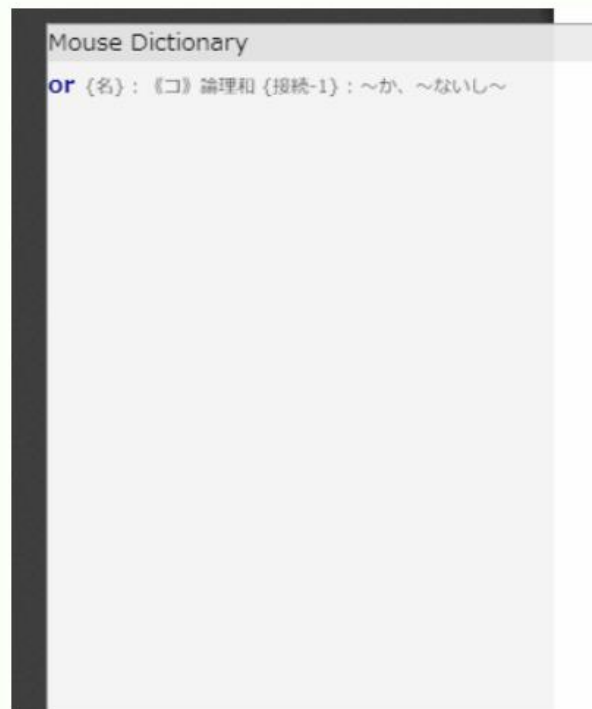 Mouse Dictionary
or {名} : 《コ》論理和 {接続-1} : ～か、～ないし～